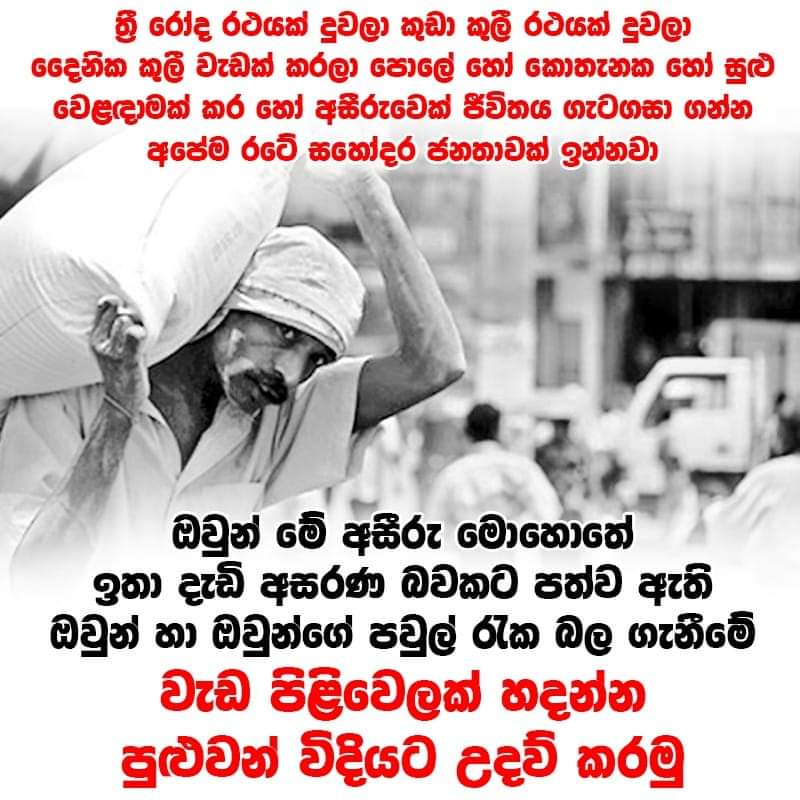 ත්‍රී රෝද රථයක් දුවලා කුඩා කුලී රථයක් දුවලා
දෛනික කුලී වැඩක් කරලා පොලේ හෝ කොතැනක හෝ සුළු
වෙළඳාමක් කර හෝ අසීරුවෙක් ජීවිතය ගැටගසා ගන්න
අපේම රටේ සහෝදර ජනතාවක් ඉන්නවා
ඔවුන් මේ අසීරු මොහොතේ
ඉතා දැඩි අසරණ බවකට පත්ව ඇති
ඔවුන් හා ඔවුන්ගේ පවුල් රැක බල ගැනීමේ
වැඩ පිළිවෙලක් හදන්න
පුළුවන් විදියට උදව් කරමු